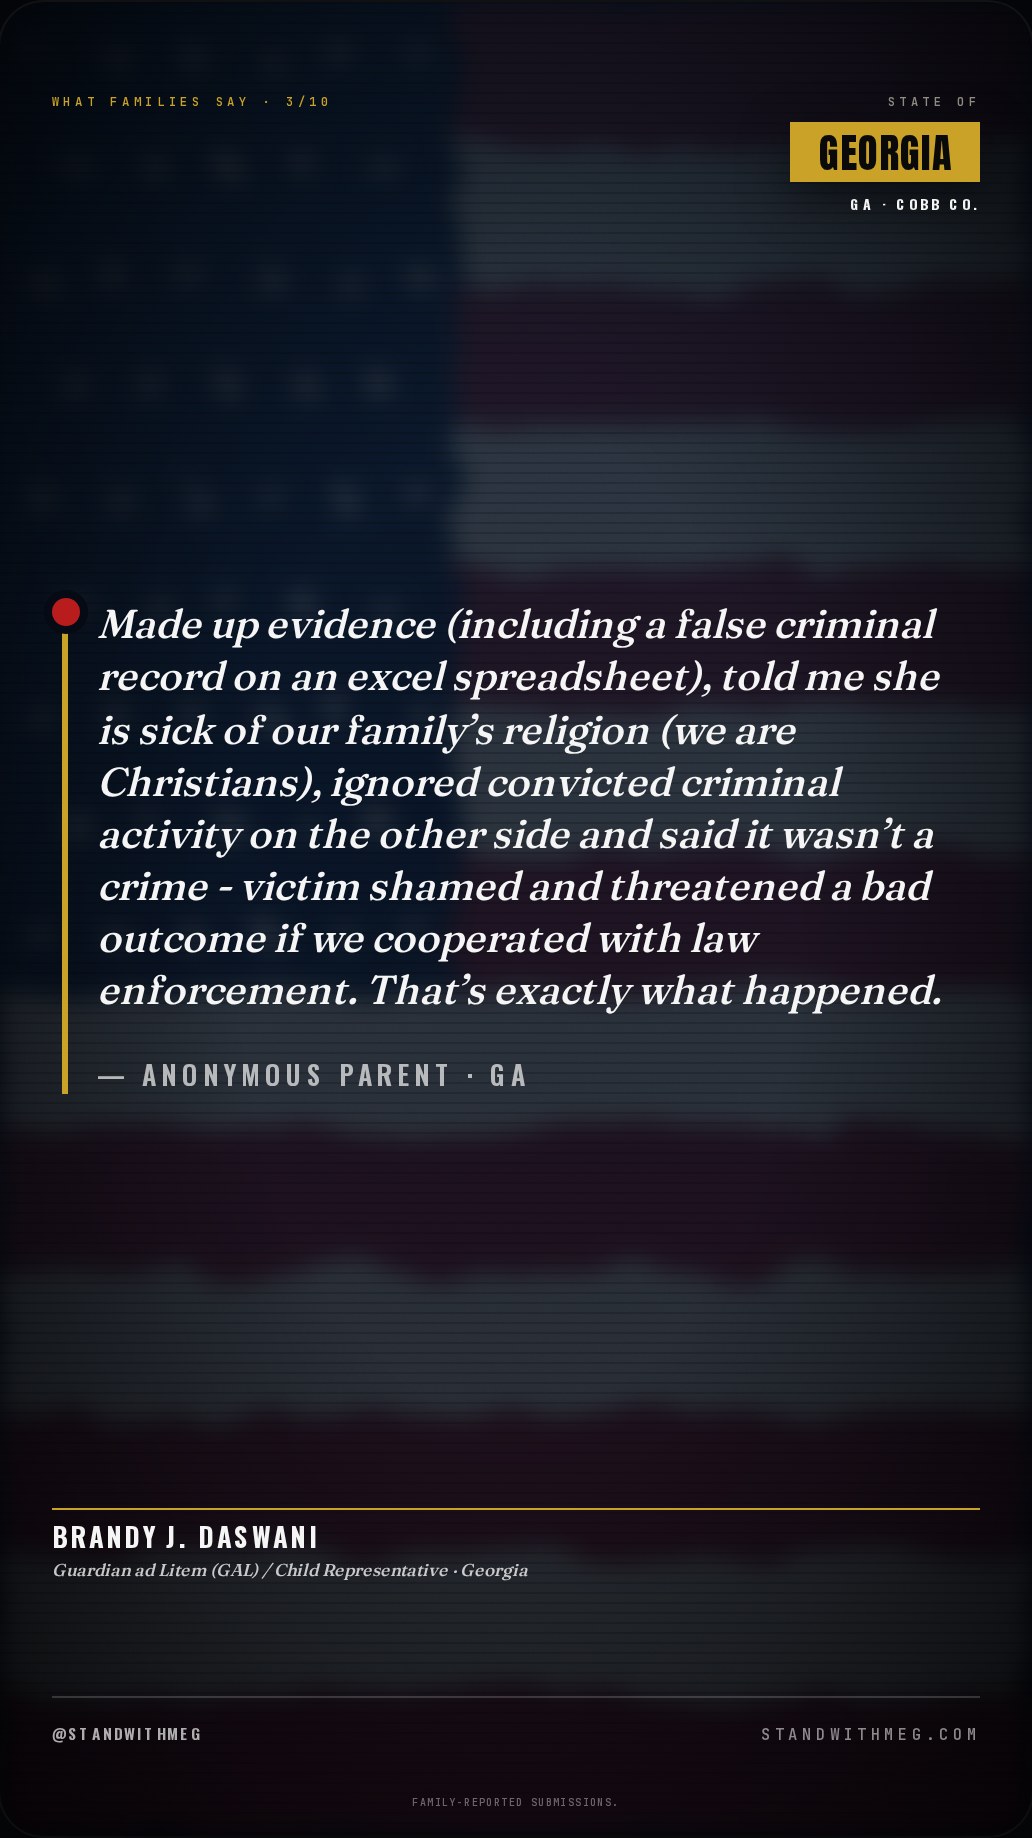 WHAT FAMILIES SAY · 3/10
STATE OF
GEORGIA
GA · COBB CO.
Made up evidence (including a false criminal
record on an excel spreadsheet), told me she
is sick of our family’s religion (we are
Christians), ignored convicted criminal
activity on the other side and said it wasn’t a
crime - victim shamed and threatened a bad
outcome if we cooperated with law
enforcement. That’s exactly what happened.
— ANONYMOUS PARENT · GA
BRANDY J. DASWANI
Guardian ad Litem (GAL) / Child Representative · Georgia
@STANDWITHMEG
STANDWITHMEG.COM
FAMILY-REPORTED SUBMISSIONS.